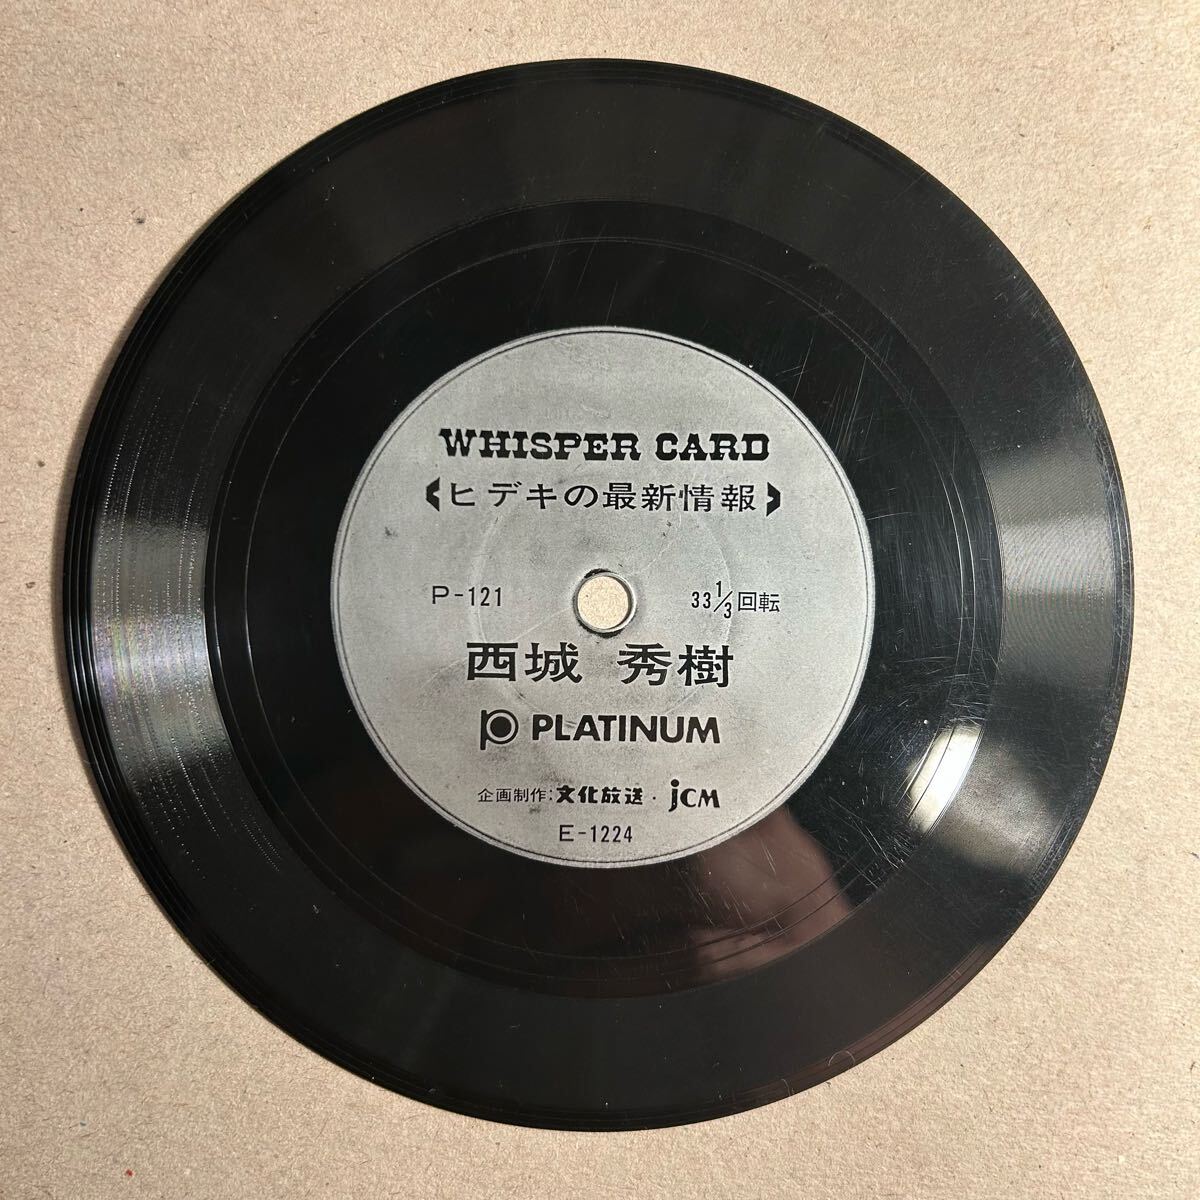 WHISPER CARD
《ヒデキの最新情報》
P-121 33 1/3回転
西城 秀樹
P PLATINUM
企画制作:文化放送・jCM
E-1224